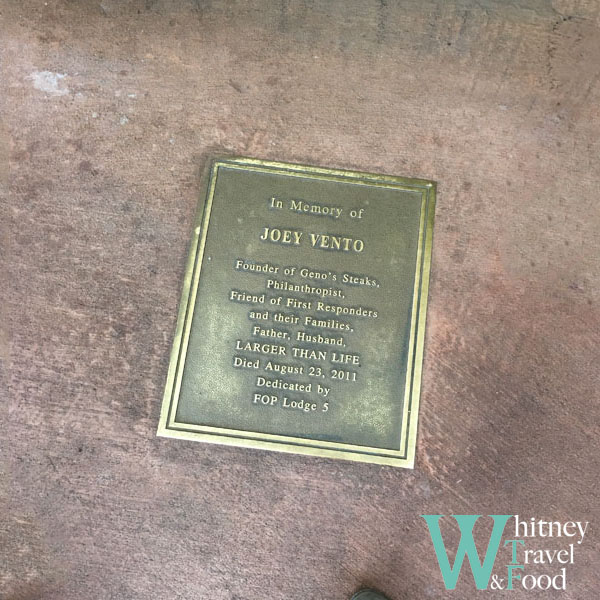 In Memory of
JOEY VENTO
Founder of Geno's Steaks,
Philanthropist,
Friend of First Responders
and their Families,
Father, Husband,
LARGER THAN LIFE
Died August 23, 2011
Dedicated by
FOP Lodge 5
Whitney
Travel
&Food